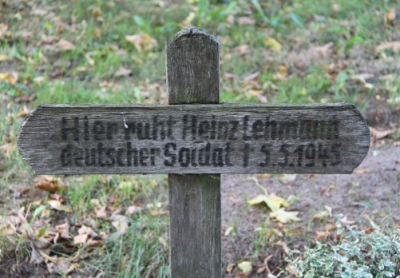 Hier ruht Heinz Lehmann
deutscher Soldat † 5.5.1945